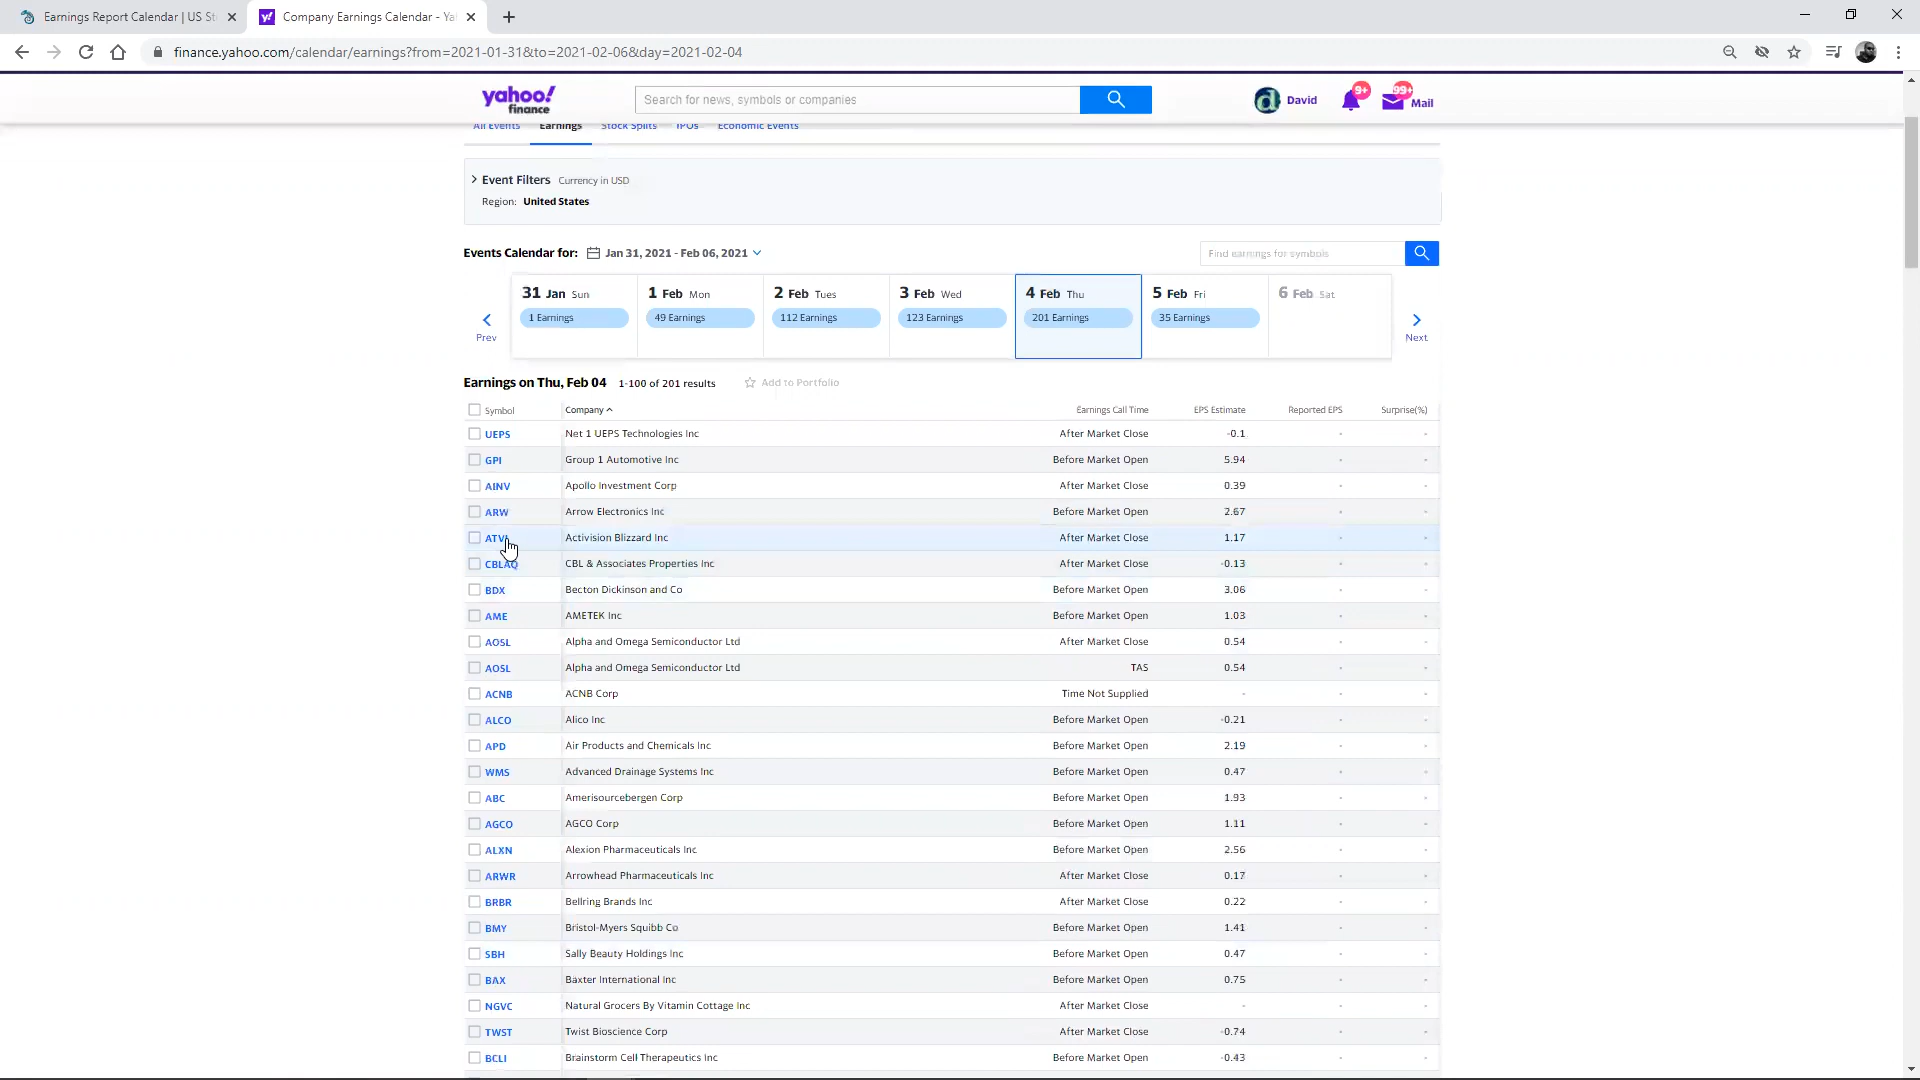 Earnings Report Calendar | US St
Company Earnings Calendar - Ya
finance.yahoo.com/calendar/earnings?from=2021-01-31&to=2021-02-06&day=2021-02-04
yahoo!
finance
Search for news, symbols or companies
David
9+
99+
Mail
All Events Earnings Stock Splits IPOs Economic Events
Event Filters Currency in USD
Region: United States
Events Calendar for: Jan 31, 2021 - Feb 06, 2021
Find earnings for symbols
31 Jan Sun 1 Feb Mon 2 Feb Tues 3 Feb Wed 4 Feb Thu 5 Feb Fri 6 Feb Sat
1 Earnings 49 Earnings 112 Earnings 123 Earnings 201 Earnings 35 Earnings
Prev Next
Earnings on Thu, Feb 04 1-100 of 201 results Add to Portfolio
Symbol Company Earnings Call Time EPS Estimate Reported EPS Surprise(%)
UEPS Net 1 UEPS Technologies Inc After Market Close -0.1 - -
GPI Group 1 Automotive Inc Before Market Open 5.94 - -
AINV Apollo Investment Corp After Market Close 0.39 - -
ARW Arrow Electronics Inc Before Market Open 2.67 - -
ATVI Activision Blizzard Inc After Market Close 1.17 - -
CBLAQ CBL & Associates Properties Inc After Market Close -0.13 - -
BDX Becton Dickinson and Co Before Market Open 3.06 - -
AME AMETEK Inc Before Market Open 1.03 - -
AOSL Alpha and Omega Semiconductor Ltd After Market Close 0.54 - -
AOSL Alpha and Omega Semiconductor Ltd TAS 0.54 - -
ACNB ACNB Corp Time Not Supplied - - -
ALCO Alico Inc Before Market Open -0.21 - -
APD Air Products and Chemicals Inc Before Market Open 2.19 - -
WMS Advanced Drainage Systems Inc Before Market Open 0.47 - -
ABC Amerisourcebergen Corp Before Market Open 1.93 - -
AGCO AGCO Corp Before Market Open 1.11 - -
ALXN Alexion Pharmaceuticals Inc Before Market Open 2.56 - -
ARWR Arrowhead Pharmaceuticals Inc After Market Close 0.17 - -
BRBR Bellring Brands Inc After Market Close 0.22 - -
BMY Bristol-Myers Squibb Co Before Market Open 1.41 - -
SBH Sally Beauty Holdings Inc Before Market Open 0.47 - -
BAX Baxter International Inc Before Market Open 0.75 - -
NGVC Natural Grocers By Vitamin Cottage Inc After Market Close - - -
TWST Twist Bioscience Corp After Market Close -0.74 - -
BCLI Brainstorm Cell Therapeutics Inc Before Market Open -0.43 - -